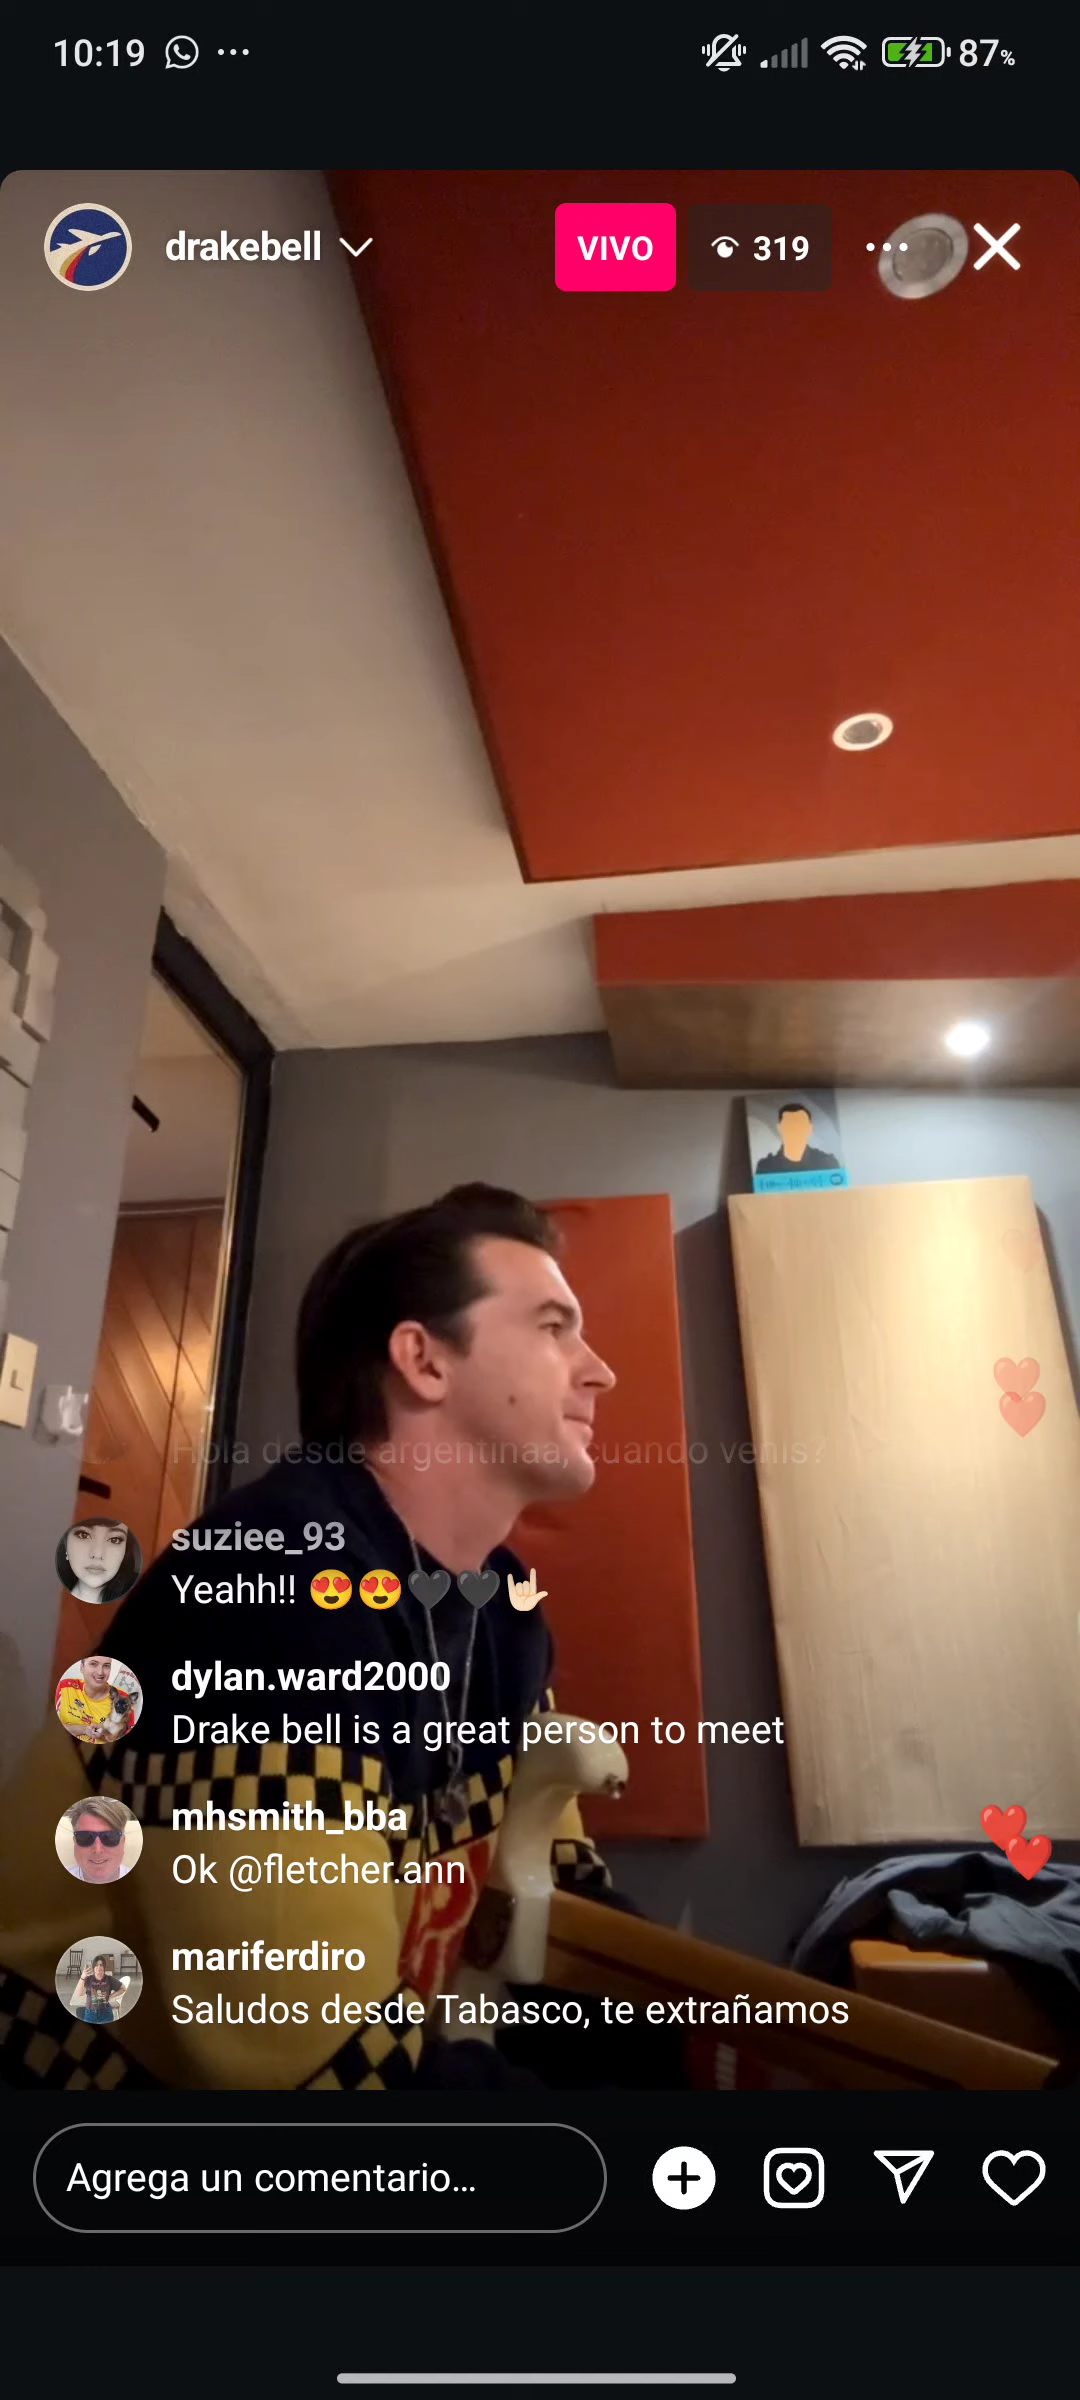 10:19
87%
drakebell
VIVO
319
Hola desde argentinaa, cuando venis?
suziee_93
Yeahh!! 😍😍🖤🖤🤟🏻
dylan.ward2000
Drake bell is a great person to meet
mhsmith_bba
Ok @fletcher.ann
mariferdiro
Saludos desde Tabasco, te extrañamos
Agrega un comentario...